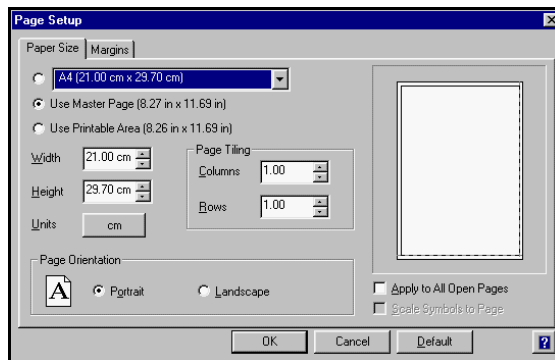 Page Setup
Paper Size Margins
A4 (21.00 cm x 29.70 cm)
Use Master Page (8.27 in x 11.69 in)
Use Printable Area (8.26 in x 11.69 in)
Width 21.00 cm
Height 29.70 cm
Units cm
Page Tiling
Columns 1.00
Rows 1.00
Page Orientation
A Portrait Landscape
Apply to All Open Pages
Scale Symbols to Page
OK Cancel Default ?